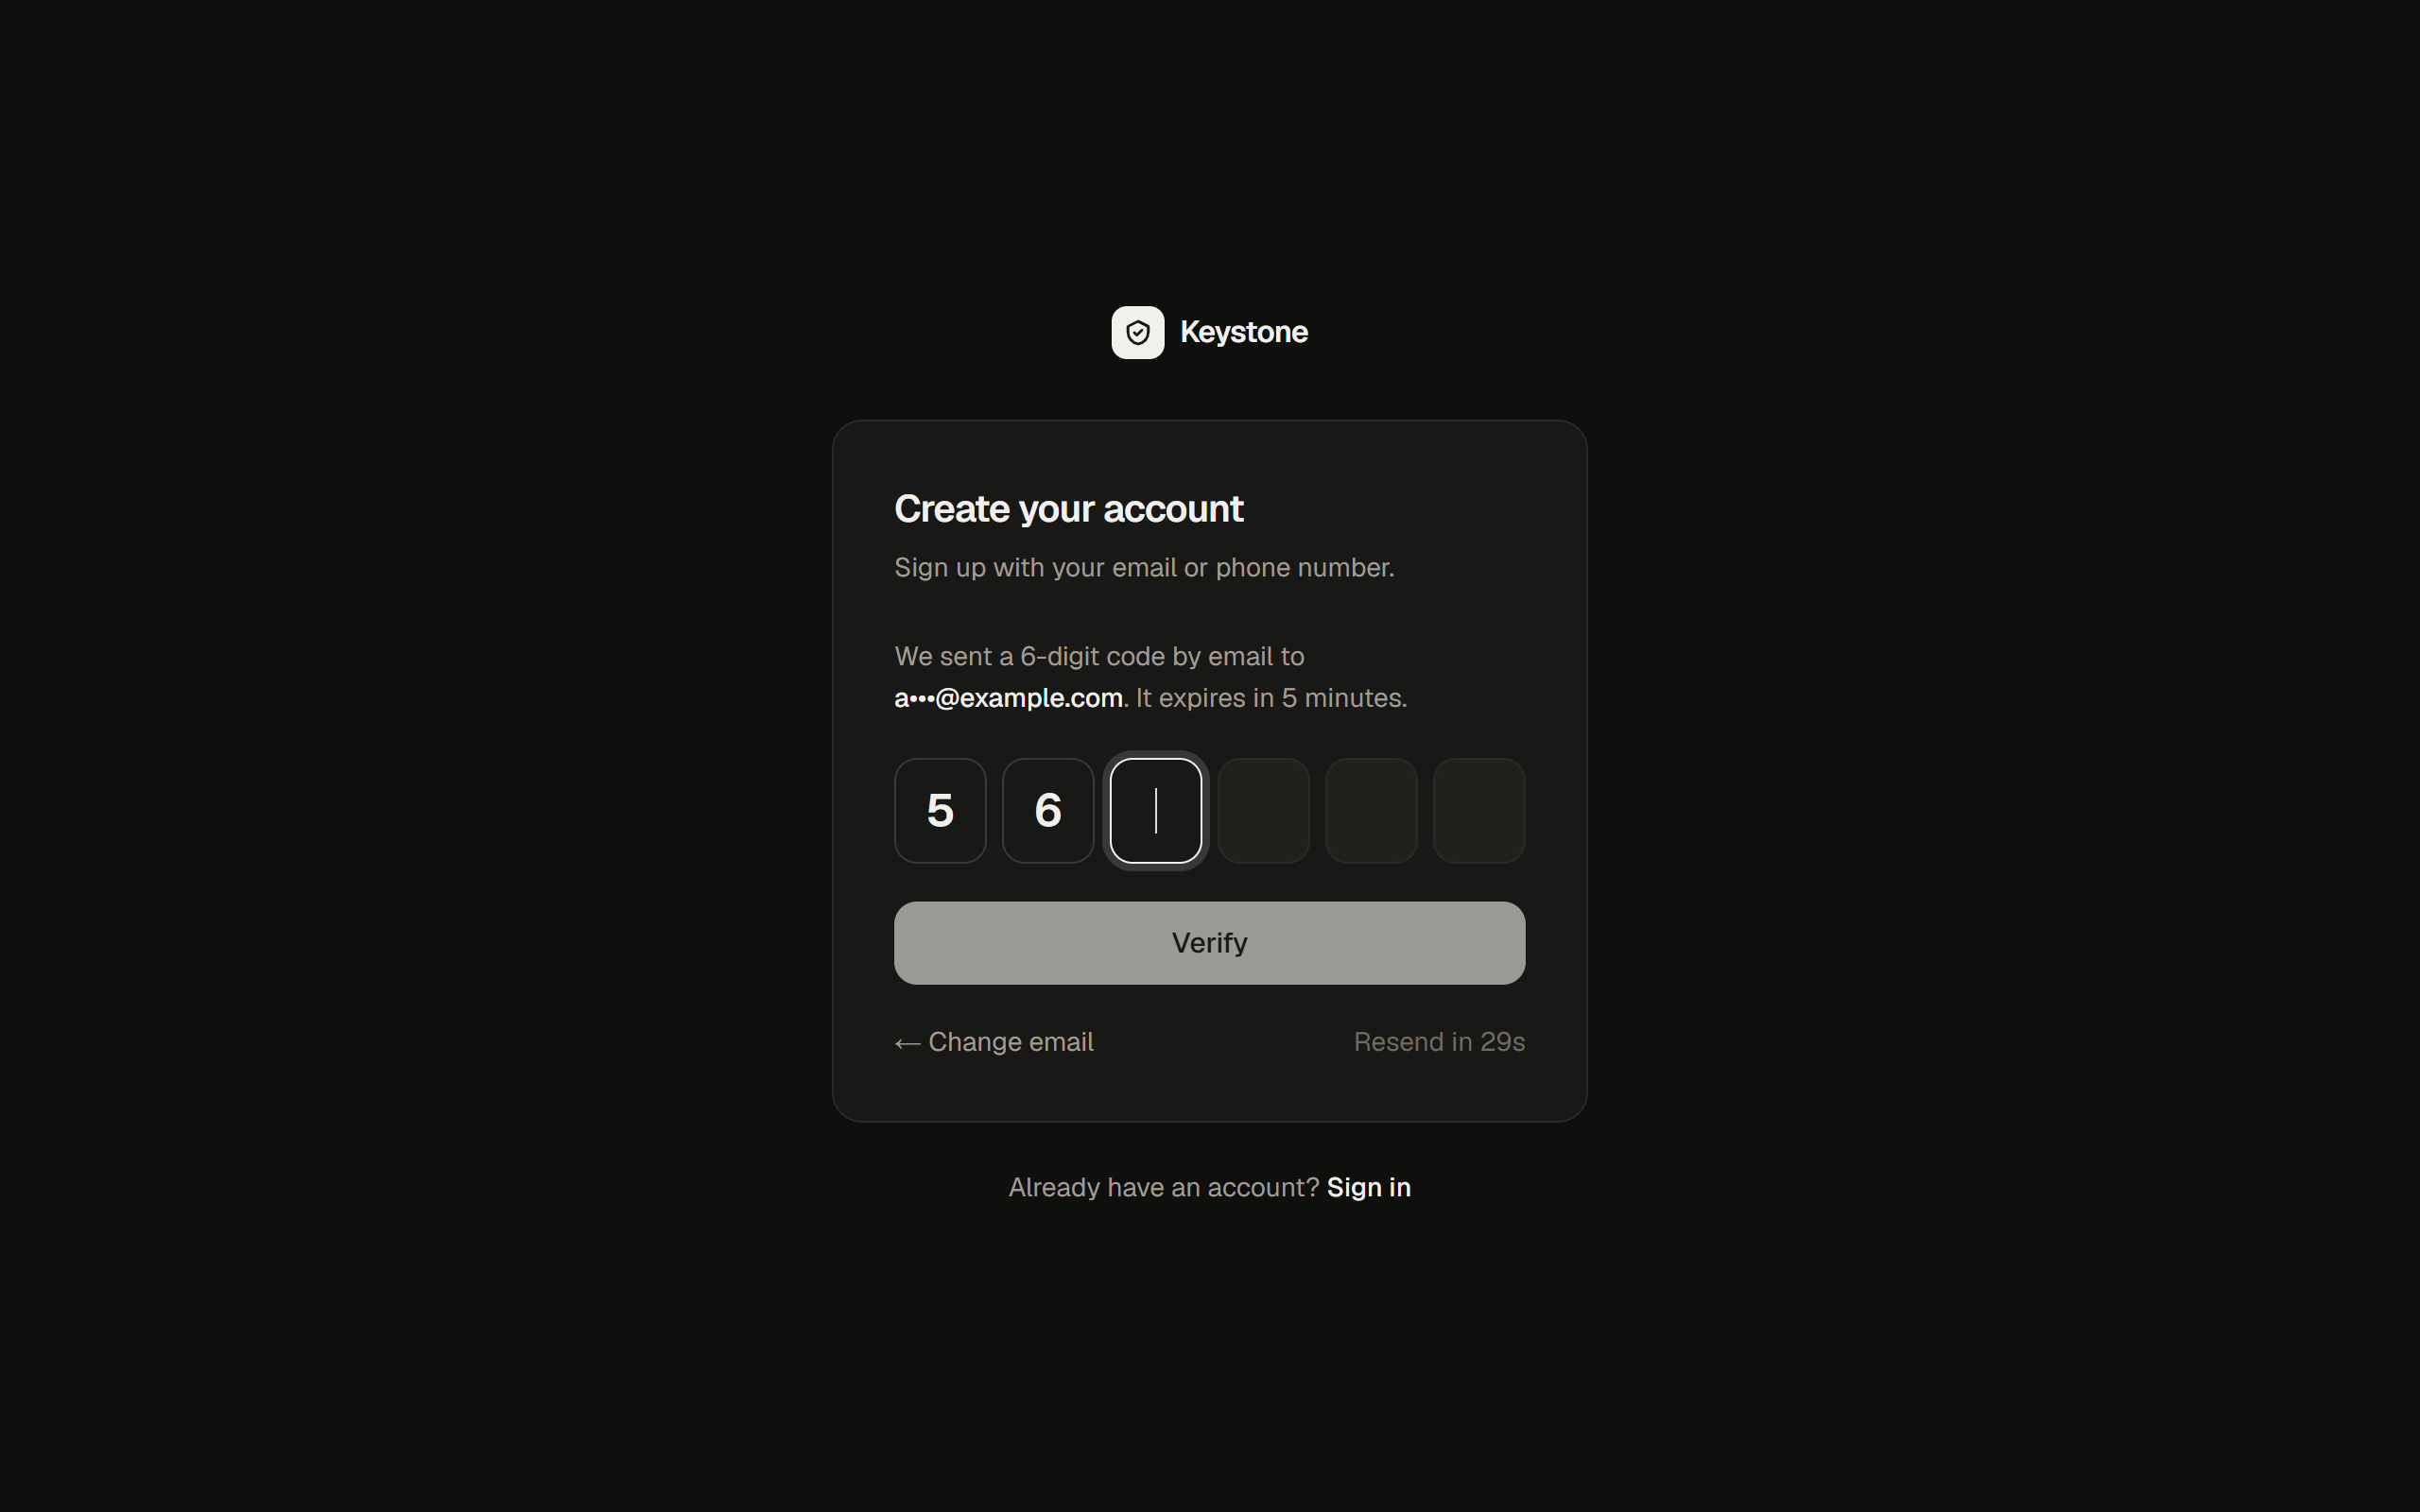 Keystone
Create your account
Sign up with your email or phone number.
We sent a 6-digit code by email to
a•••@example.com. It expires in 5 minutes.
5 6
Verify
← Change email Resend in 29s
Already have an account? Sign in